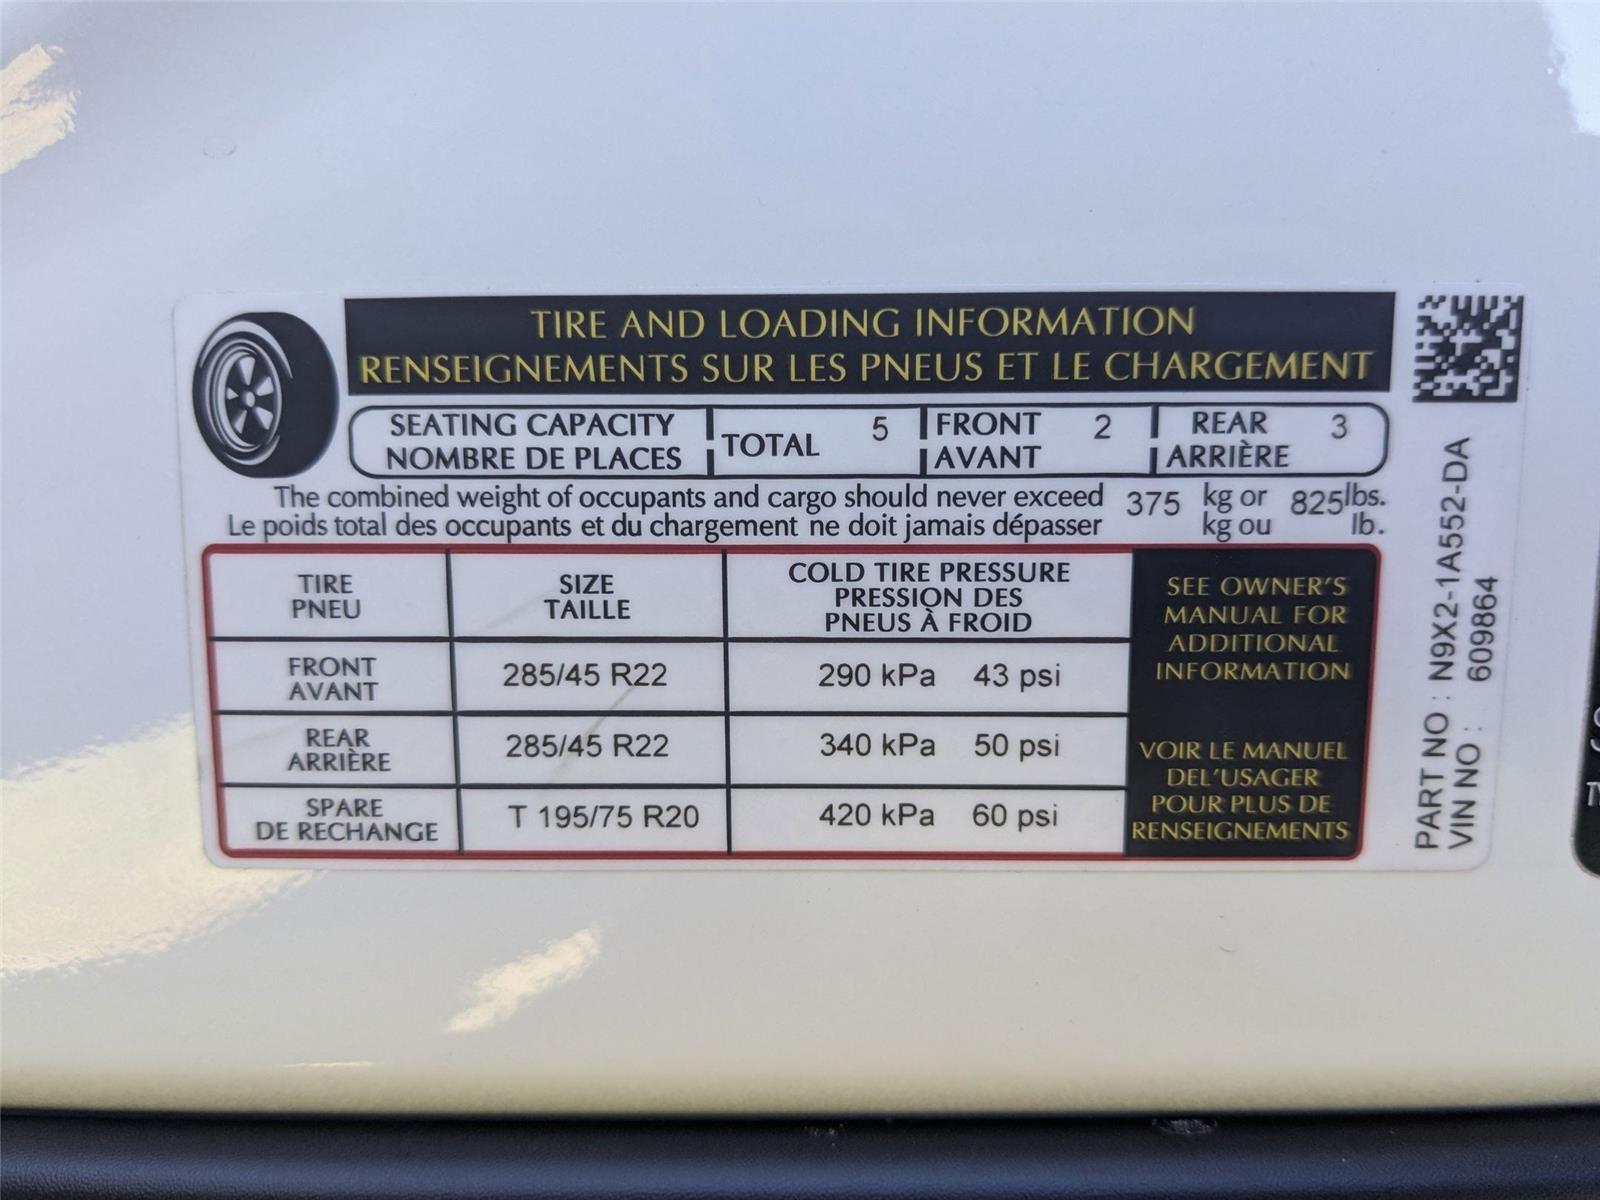 TIRE AND LOADING INFORMATION
RENSEIGNEMENTS SUR LES PNEUS ET LE CHARGEMENT
SEATING CAPACITY
NOMBRE DE PLACES
TOTAL 5
FRONT
AVANT 2
REAR
ARRIÈRE 3
The combined weight of occupants and cargo should never exceed 375 kg or 825 lbs.
Le poids total des occupants et du chargement ne doit jamais dépasser kg ou lb.
TIRE
PNEU
SIZE
TAILLE
COLD TIRE PRESSURE
PRESSION DES
PNEUS À FROID
FRONT
AVANT
285/45 R22
290 kPa 43 psi
REAR
ARRIÈRE
285/45 R22
340 kPa 50 psi
SPARE
DE RECHANGE
T 195/75 R20
420 kPa 60 psi
SEE OWNER'S
MANUAL FOR
ADDITIONAL
INFORMATION
VOIR LE MANUEL
DEL'USAGER
POUR PLUS DE
RENSEIGNEMENTS
PART NO : N9X2-1A552-DA
VIN NO : 609864